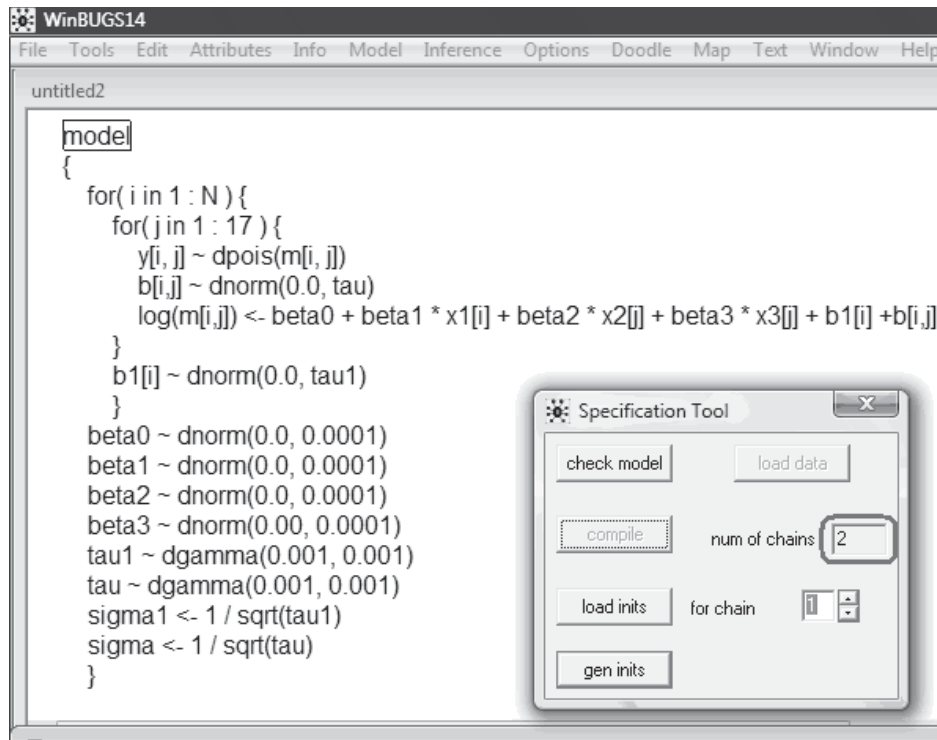 WinBUGS14
File Tools Edit Attributes Info Model Inference Options Doodle Map Text Window Help
untitled2
model
{
for( i in 1 : N ) {
for( j in 1 : 17 ) {
y[i, j] ~ dpois(m[i, j])
b[i,j] ~ dnorm(0.0, tau)
log(m[i,j]) <- beta0 + beta1 * x1[i] + beta2 * x2[j] + beta3 * x3[j] + b1[i] +b[i,j]
}
b1[i] ~ dnorm(0.0, tau1)
}
beta0 ~ dnorm(0.0, 0.0001)
beta1 ~ dnorm(0.0, 0.0001)
beta2 ~ dnorm(0.0, 0.0001)
beta3 ~ dnorm(0.00, 0.0001)
tau1 ~ dgamma(0.001, 0.001)
tau ~ dgamma(0.001, 0.001)
sigma1 <- 1 / sqrt(tau1)
sigma <- 1 / sqrt(tau)
}
Specification Tool
check model load data
compile num of chains 2
load inits for chain 1
gen inits